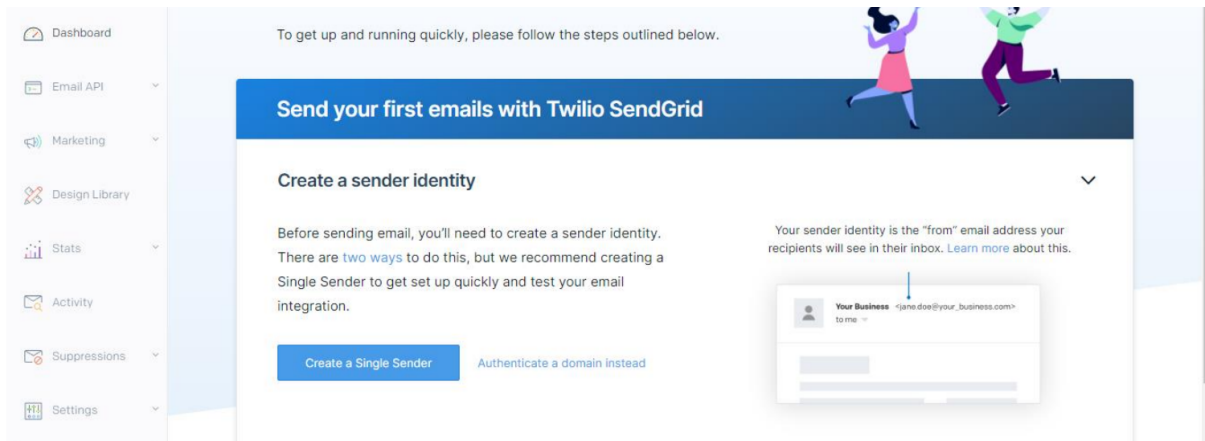 Dashboard
Email API
Marketing
Design Library
Stats
Activity
Suppressions
Settings
To get up and running quickly, please follow the steps outlined below.
Send your first emails with Twilio SendGrid
Create a sender identity
Before sending email, you'll need to create a sender identity.
There are two ways to do this, but we recommend creating a
Single Sender to get set up quickly and test your email
integration.
Create a Single Sender
Authenticate a domain instead
Your sender identity is the "from" email address your
recipients will see in their inbox. Learn more about this.
Your Business <jane.doe@your_business.com>
to me